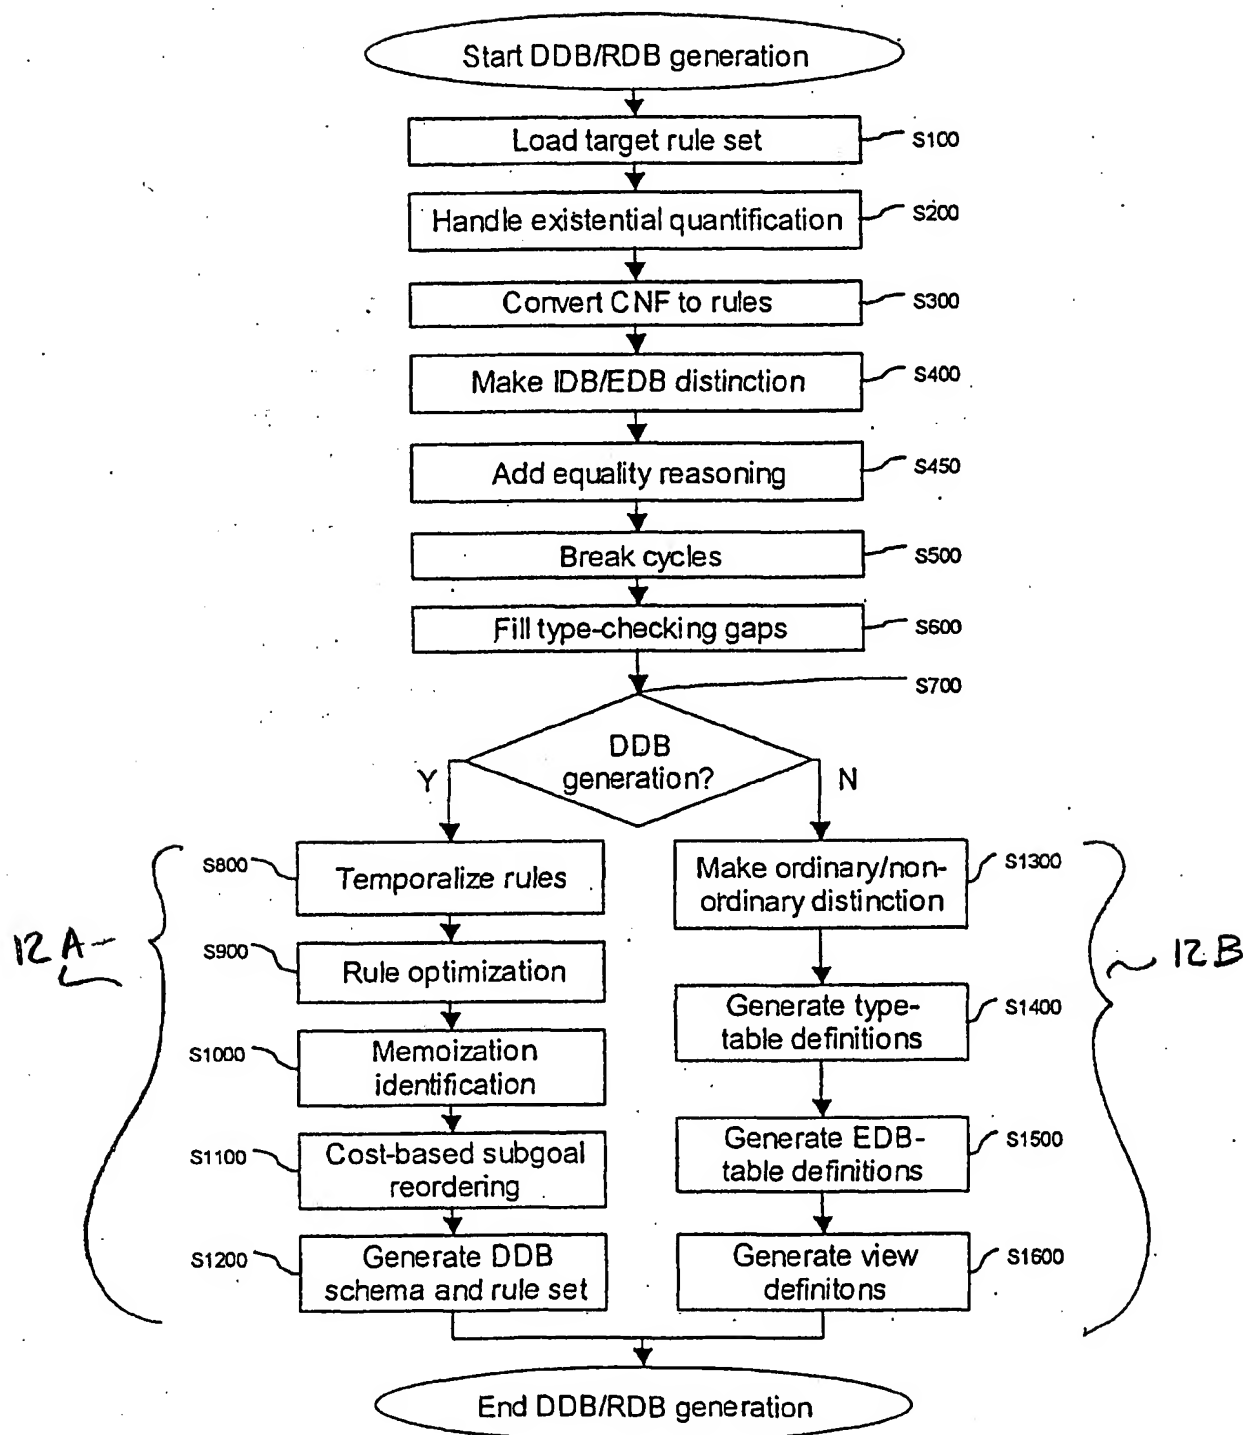 Start DDB/RDB generation
Load target rule set
S100
Handle existential quantification
S200
Convert CNF to rules
S300
Make IDB/EDB distinction
S400
Add equality reasoning
S450
Break cycles
S500
Fill type-checking gaps
S600
S700
DDB
generation?
Y
N
S800
Temporalize rules
S900
Rule optimization
S1000
Memoization
identification
S1100
Cost-based subgoal
reordering
S1200
Generate DDB
schema and rule set
12A
Make ordinary/non-
ordinary distinction
S1300
Generate type-
table definitions
S1400
Generate EDB-
table definitions
S1500
Generate view
definitons
S1600
12B
End DDB/RDB generation